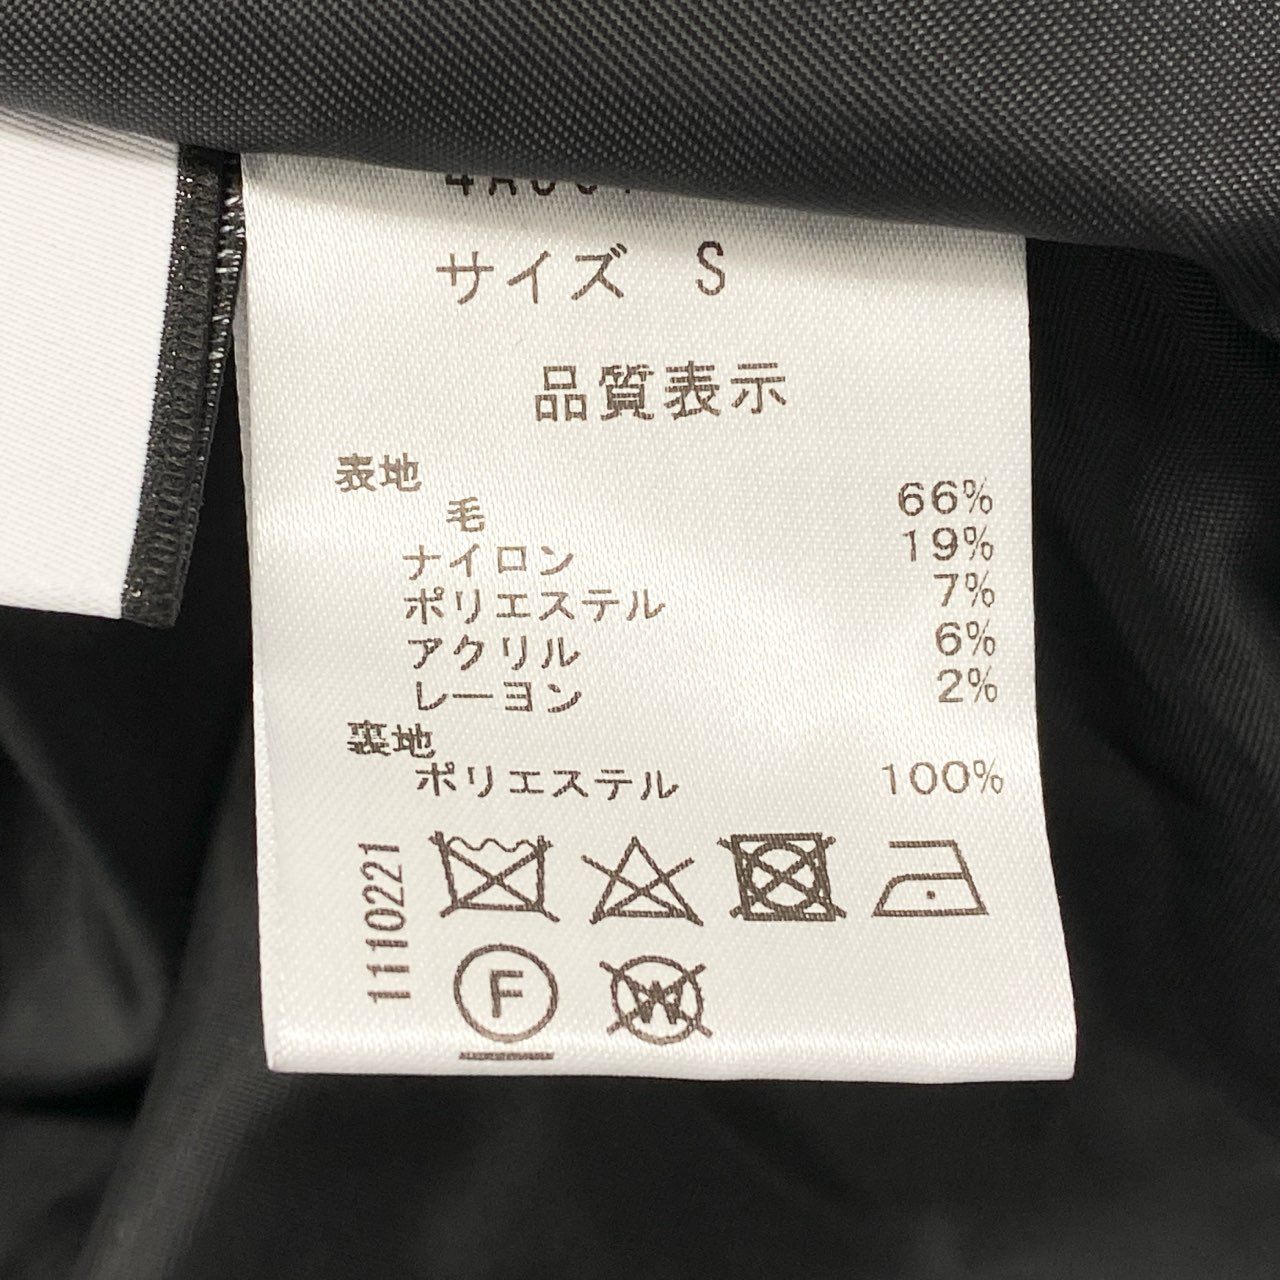 サイズ S
品質表示
表地
毛 66%
ナイロン 19%
ポリエステル 7%
アクリル 6%
レーヨン 2%
裏地
ポリエステル 100%
1110221
F W